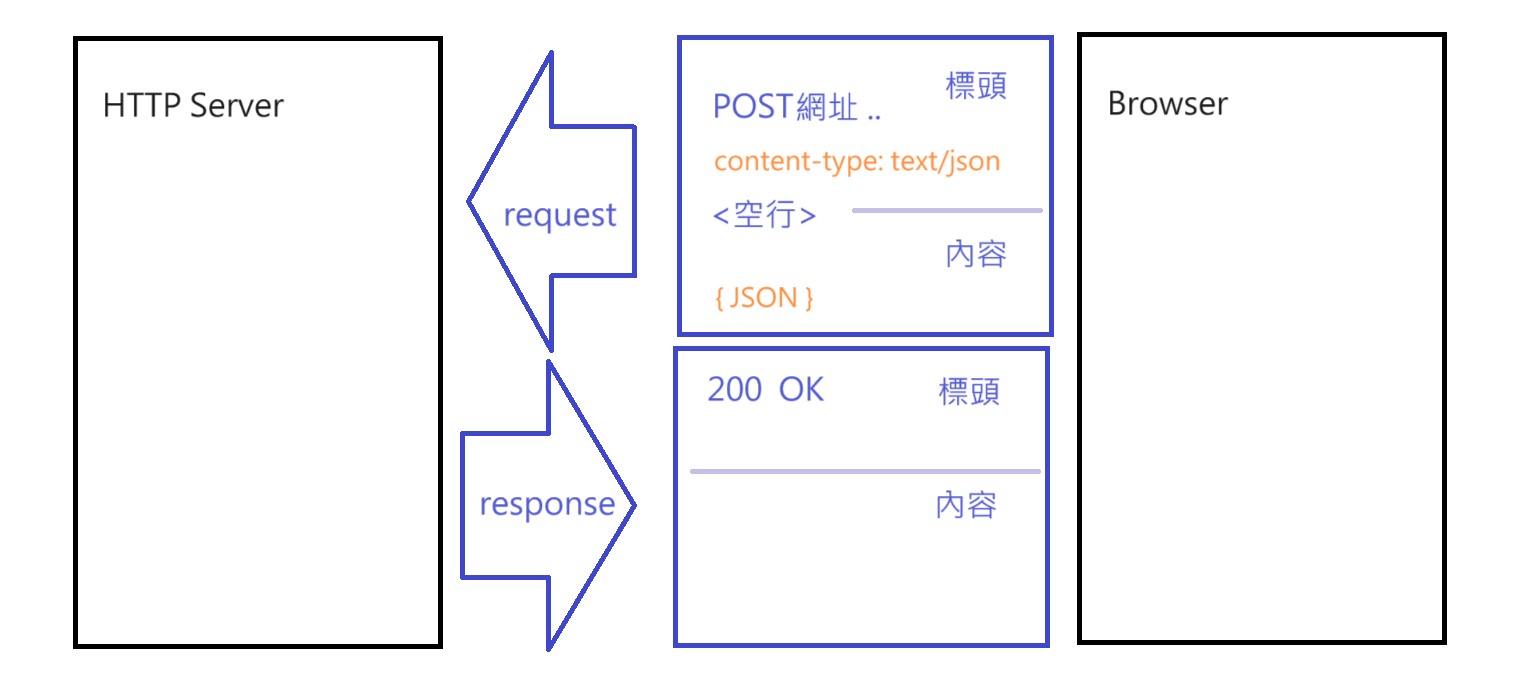 HTTP Server
request
response
標頭
POST網址 ..
content-type: text/json
<空行>
內容
{ JSON }
200 OK
標頭
內容
Browser